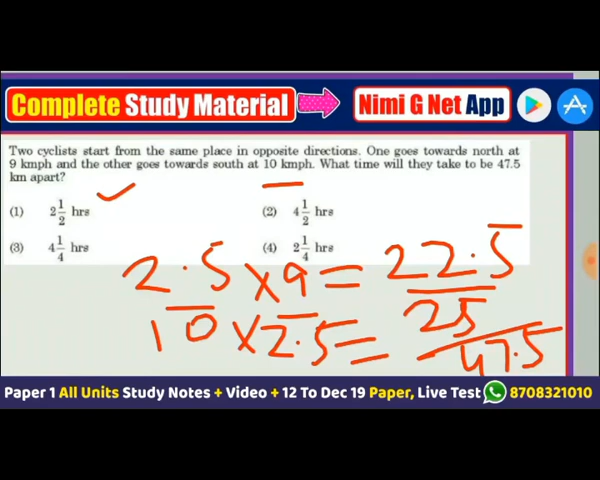 Complete Study Material
Nimi G Net App
Two cyclists start from the same place in opposite directions. One goes towards north at
9 kmph and the other goes towards south at 10 kmph. What time will they take to be 47.5
km apart?
(1) 2 1/2 hrs
(2) 4 1/2 hrs
(3) 4 1/4 hrs
(4) 2 1/4 hrs
2.5 × 9 = 22.5
10 × 2.5 = 25
47.5
Paper 1 All Units Study Notes + Video + 12 To Dec 19 Paper, Live Test 8708321010